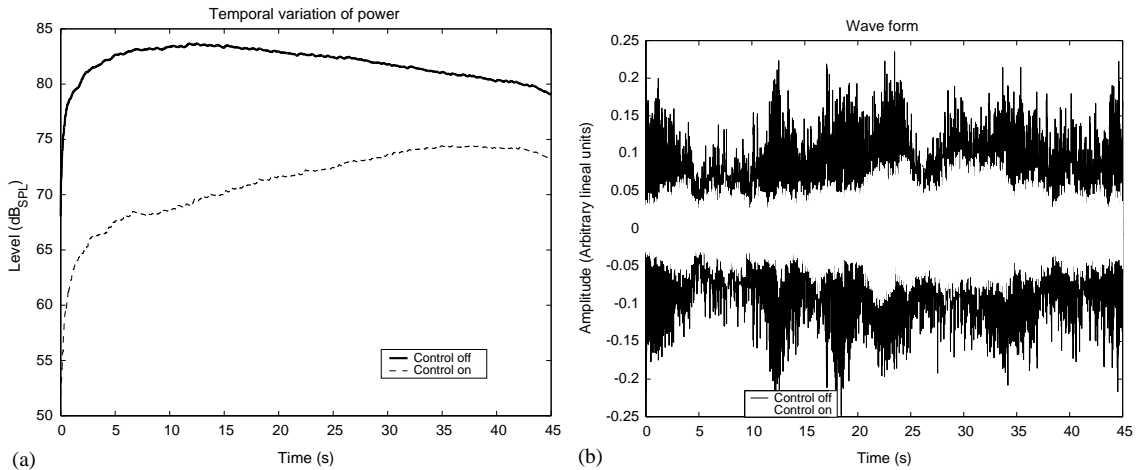 Temporal variation of power
85
80
75
70
65
60
55
50
Level (dBSPL)
0 5 10 15 20 25 30 35 40 45
Time (s)
Control off
Control on
(a)
Wave form
0.25
0.2
0.15
0.1
0.05
0
-0.05
-0.1
-0.15
-0.2
-0.25
Amplitude (Arbitrary lineal units)
0 5 10 15 20 25 30 35 40 45
Time (s)
Control off
Control on
(b)